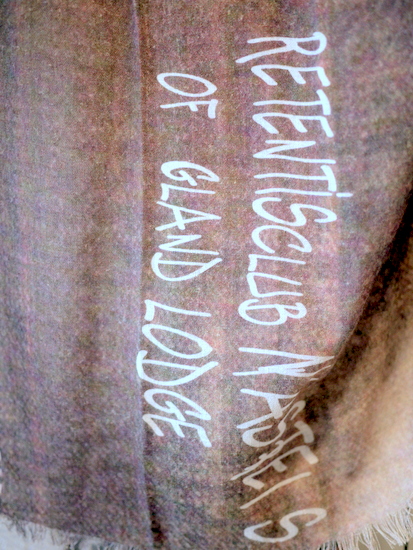 RETENTISCLUB
OF GLAND LODGE